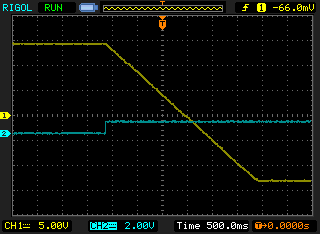 RIGOL RUN T 1 -66.0mV
T
1
2
CH1 5.00V CH2 2.00V Time 500.0ms T→0.0000s